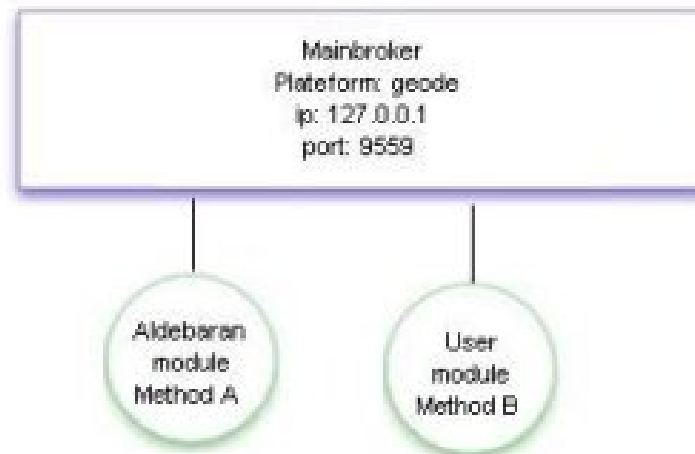 Mainbroker
Plateform: geode
ip: 127.0.0.1
port: 9559
Aldebaran
module
Method A
User
module
Method B